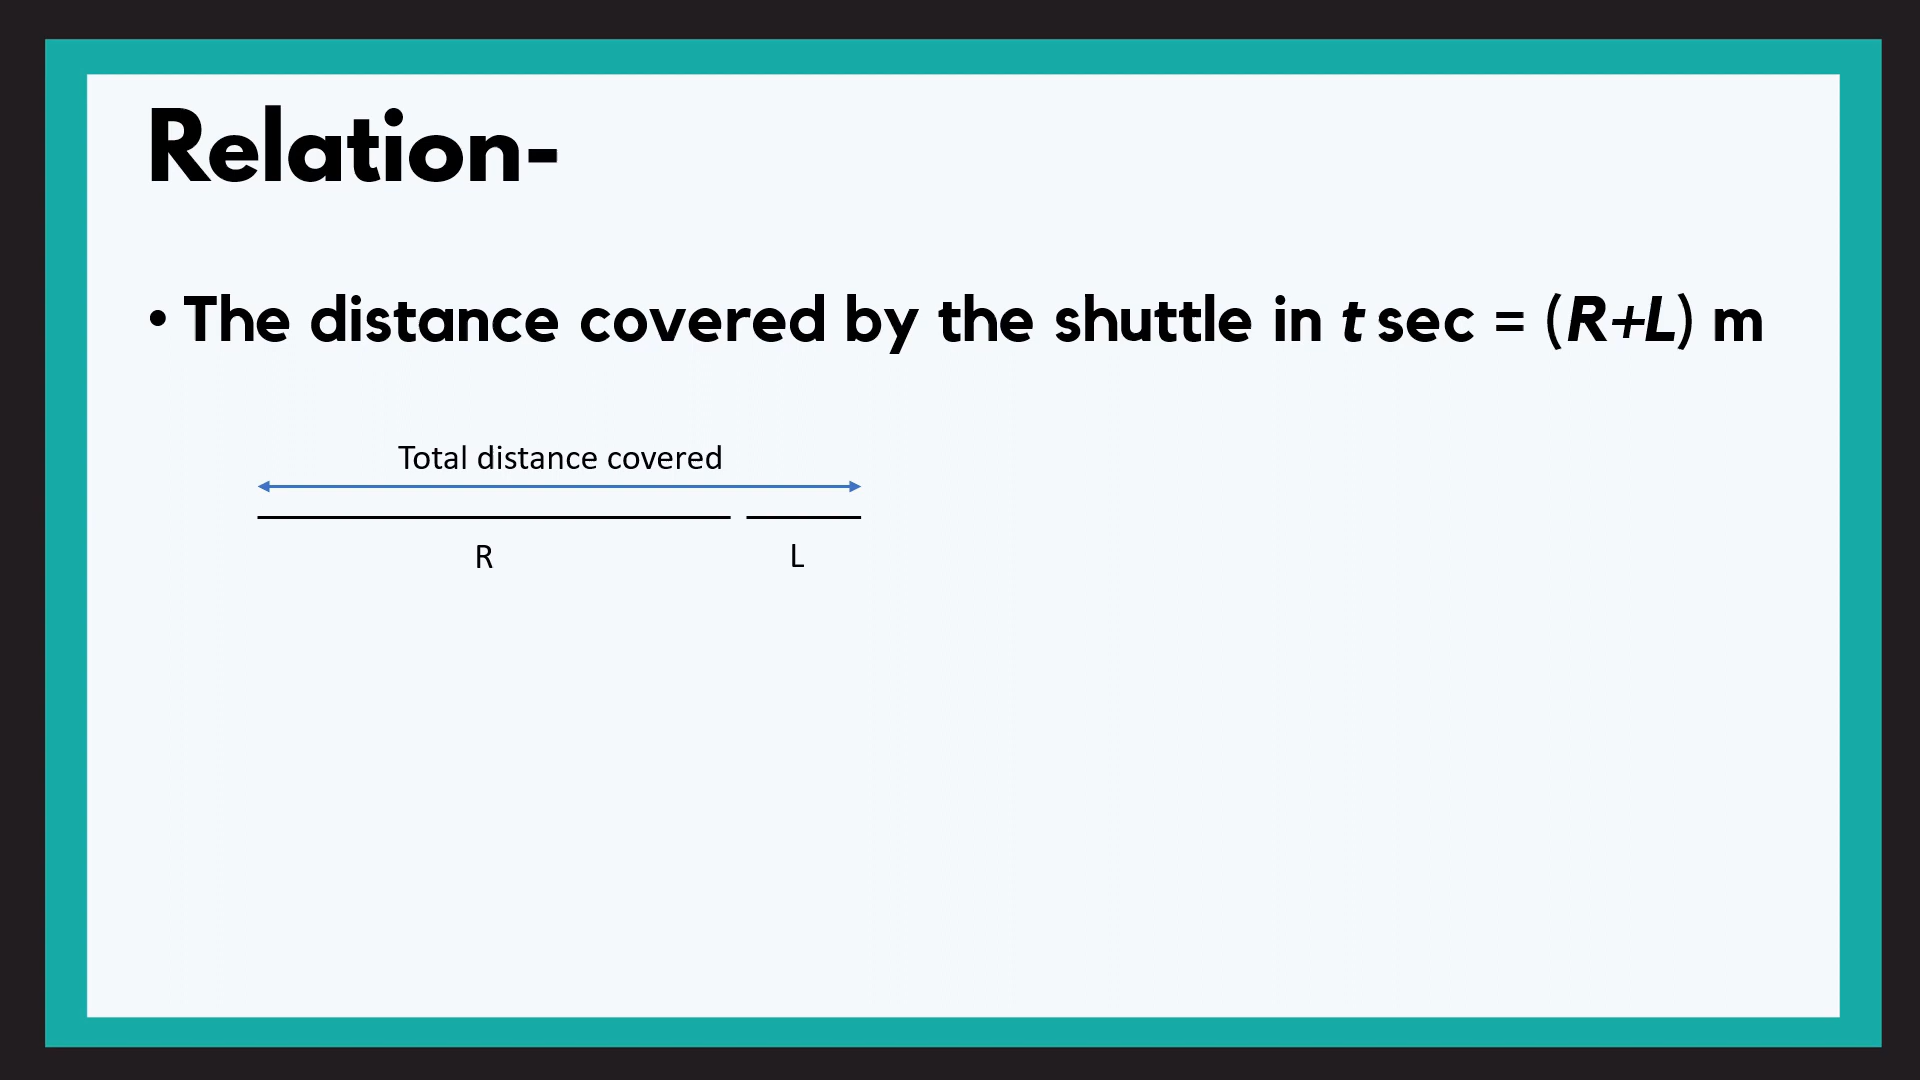 Relation-
• The distance covered by the shuttle in t sec = (R+L) m
Total distance covered
R L